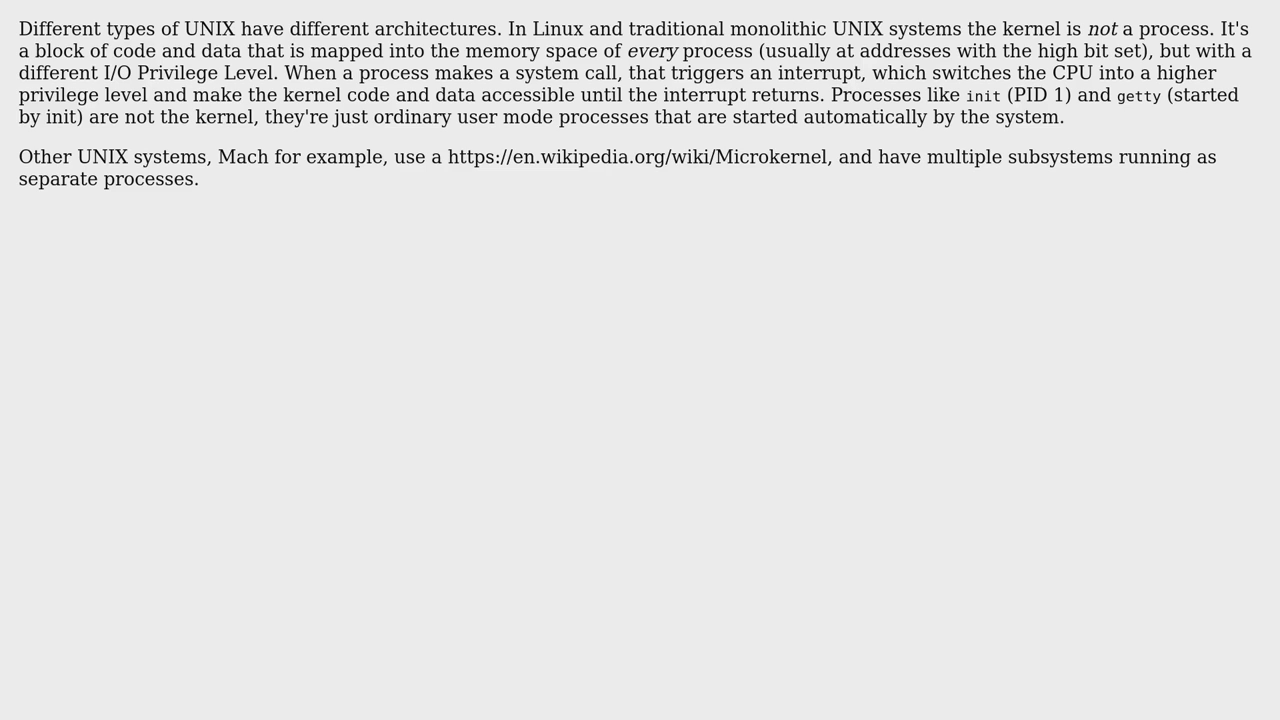 Different types of UNIX have different architectures. In Linux and traditional monolithic UNIX systems the kernel is not a process. It's
a block of code and data that is mapped into the memory space of every process (usually at addresses with the high bit set), but with a
different I/O Privilege Level. When a process makes a system call, that triggers an interrupt, which switches the CPU into a higher
privilege level and make the kernel code and data accessible until the interrupt returns. Processes like init (PID 1) and getty (started
by init) are not the kernel, they're just ordinary user mode processes that are started automatically by the system.
Other UNIX systems, Mach for example, use a https://en.wikipedia.org/wiki/Microkernel, and have multiple subsystems running as
separate processes.